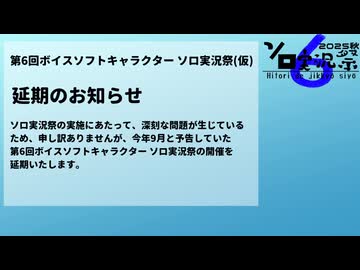 第6回ボイスソフトキャラクター ソロ実況祭(仮)
2025秋
ソロ実況祭
6
Hitori de jikkyō sai
延期のお知らせ
ソロ実況祭の実施にあたって、深刻な問題が生じている
ため、申し訳ありませんが、今年9月と予告していた
第6回ボイスソフトキャラクター ソロ実況祭の開催を
延期いたします。